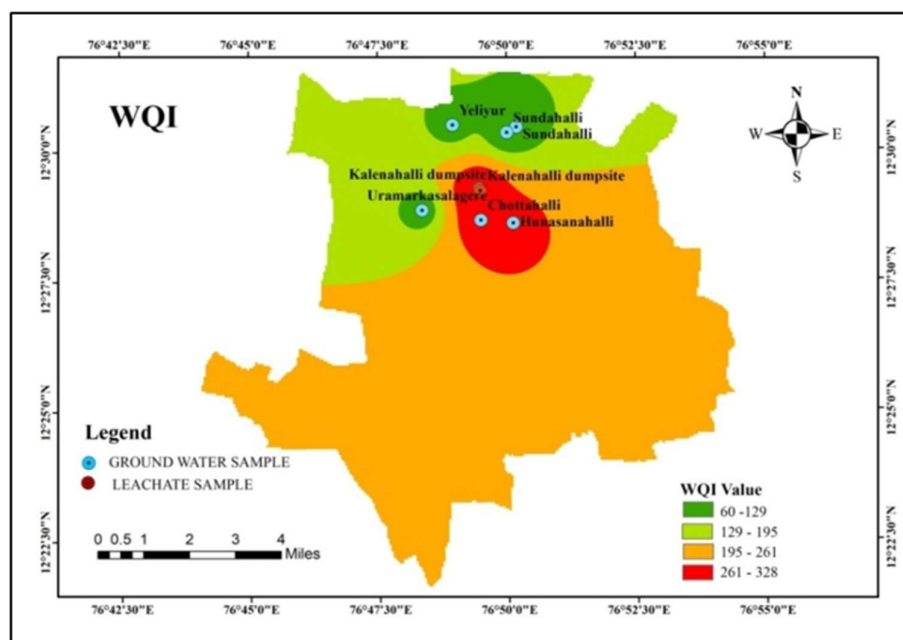 76°42'30"E 76°45'0"E 76°47'30"E 76°50'0"E 76°52'30"E 76°55'0"E
WQI
N
W E
S
12°30'0"N 12°30'0"N
Yeliyur
Sundahalli
Sundahalli
Kalenahalli dumpsite Kalenahalli dumpsite
Uramarkasalagere
Chottahalli
Hunasanahalli
12°27'30"N 12°27'30"N
12°25'0"N 12°25'0"N
Legend
GROUND WATER SAMPLE
LEACHATE SAMPLE
0 0.5 1 2 3 4
Miles
WQI Value
60 -129
129 - 195
195 - 261
261 - 328
12°22'30"N 12°22'30"N
76°42'30"E 76°45'0"E 76°47'30"E 76°50'0"E 76°52'30"E 76°55'0"E